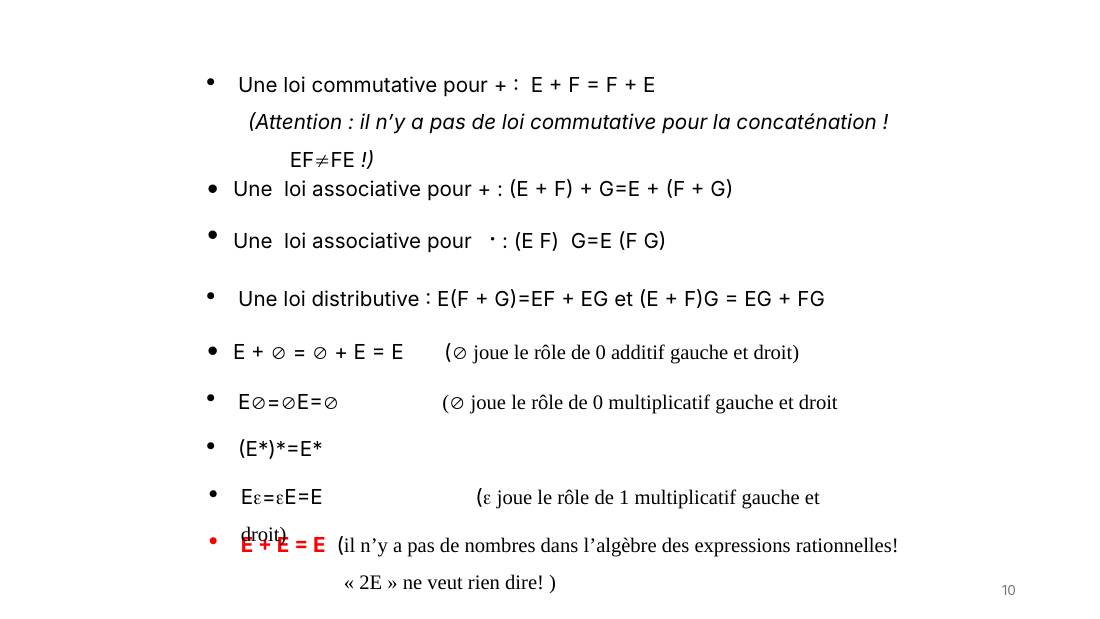 • Une loi commutative pour + : E + F = F + E
(Attention : il n’y a pas de loi commutative pour la concaténation !
EF≠FE !)
• Une loi associative pour + : (E + F) + G=E + (F + G)
• Une loi associative pour · : (E F) G=E (F G)
• Une loi distributive : E(F + G)=EF + EG et (E + F)G = EG + FG
• E + ∅ = ∅ + E = E (∅ joue le rôle de 0 additif gauche et droit)
• E∅=∅E=∅ (∅ joue le rôle de 0 multiplicatif gauche et droit
• (E*)*=E*
• Eε=εE=E (ε joue le rôle de 1 multiplicatif gauche et
droit)
• E + E = E (il n’y a pas de nombres dans l’algèbre des expressions rationnelles!
« 2E » ne veut rien dire! )
10